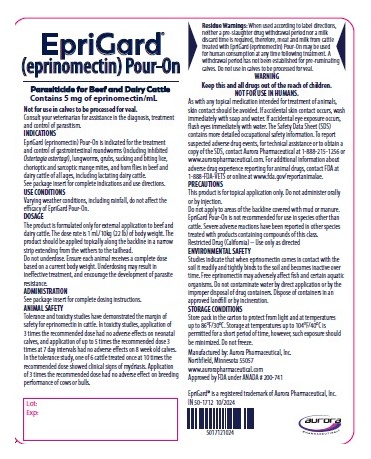 EpriGard®
(eprinomectin) Pour-On
Parasiticide for Beef and Dairy Cattle
Contains 5 mg of eprinomectin/mL
Not for use in calves to be processed for veal.
Consult your veterinarian for assistance in the diagnosis, treatment
and control of parasitism.
INDICATIONS
EpriGard (eprinomectin) Pour-On is indicated for the treatment
and control of gastrointestinal roundworms (including inhibited
Ostertagia ostertagi), lungworms, grubs, sucking and biting lice,
chorioptic and sarcoptic mange mites, and horn flies in beef and
dairy cattle of all ages, including lactating dairy cattle.
See package insert for complete indications and use directions.
USE CONDITIONS
Varying weather conditions, including rainfall, do not affect the
efficacy of EpriGard Pour-On.
DOSAGE
The product is formulated only for external application to beef and
dairy cattle. The dose rate is 1 ml/10kg (22 lb) of body weight. The
product should be applied topically along the backline in a narrow
strip extending from the withers to the tailhead.
Do not underdose. Ensure each animal receives a complete dose
based on a current body weight. Underdosing may result in
ineffective treatment, and encourage the development of parasite
resistance.
ADMINISTRATION
See package insert for complete dosing instructions.
ANIMAL SAFETY
Tolerance and toxicity studies have demonstrated the margin of
safety for eprinomectin in cattle. In toxicity studies, application of
3 times the recommended dose had no adverse effects on neonatal
calves, and application of up to 5 times the recommended dose 3
times at 7 day intervals had no adverse effects on 8 week old calves.
In the tolerance study, one of 6 cattle treated once at 10 times the
recommended dose showed clinical signs of mydriasis. Application
of 3 times the recommended dose had no adverse effect on breeding
performance of cows or bulls.
Lot:
Exp:
Residue Warnings: When used according to label directions,
neither a pre-slaughter drug withdrawal period nor a milk
discard time is required, therefore, meat and milk from cattle
treated with EpriGard (eprinomectin) Pour-On may be used
for human consumption at any time following treatment. A
withdrawal period has not been established for pre-ruminating
calves. Do not use in calves to be processed for veal.
WARNING
Keep this and all drugs out of the reach of children.
NOT FOR USE IN HUMANS.
As with any topical medication intended for treatment of animals,
skin contact should be avoided. If accidental skin contact occurs, wash
immediately with soap and water. If accidental eye exposure occurs,
flush eyes immediately with water. The Safety Data Sheet (SDS)
contains more detailed occupational safety information. To report
suspected adverse drug events, for technical assistance or to obtain a
copy of the SDS, contact Aurora Pharmaceutical at 1-888-215-1256 or
www.aurorapharmaceutical.com. For additional information about
adverse drug experience reporting for animal drugs, contact FDA at
1-888-FDA-VETS or online at www.fda.gov/reportanimalae.
PRECAUTIONS
This product is for topical application only. Do not administer orally
or by injection.
Do not apply to areas of the backline covered with mud or manure.
EpriGard Pour-On is not recommended for use in species other than
cattle. Severe adverse reactions have been reported in other species
treated with products containing compounds of this class.
Restricted Drug (California) – Use only as directed
ENVIRONMENTAL SAFETY
Studies indicate that when eprinomectin comes in contact with the
soil it readily and tightly binds to the soil and becomes inactive over
time. Free eprinomectin may adversely affect fish and certain aquatic
organisms. Do not contaminate water by direct application or by the
improper disposal of drug containers. Dispose of containers in an
approved landfill or by incineration.
STORAGE CONDITIONS
Store pack in the carton to protect from light and at temperatures
up to 86°F/30°C. Storage at temperatures up to 104°F/40°C is
permitted for a short period of time, however, such exposure should
be minimized. Do not freeze.
Manufactured by: Aurora Pharmaceutical, Inc.
Northfield, Minnesota 55057
www.aurorapharmaceutical.com
Approved by FDA under ANADA # 200-741
EpriGard® is a registered trademark of Aurora Pharmaceutical, Inc.
IN 50-1712 10/2024
5017121024
aurora
PHARMACEUTICAL